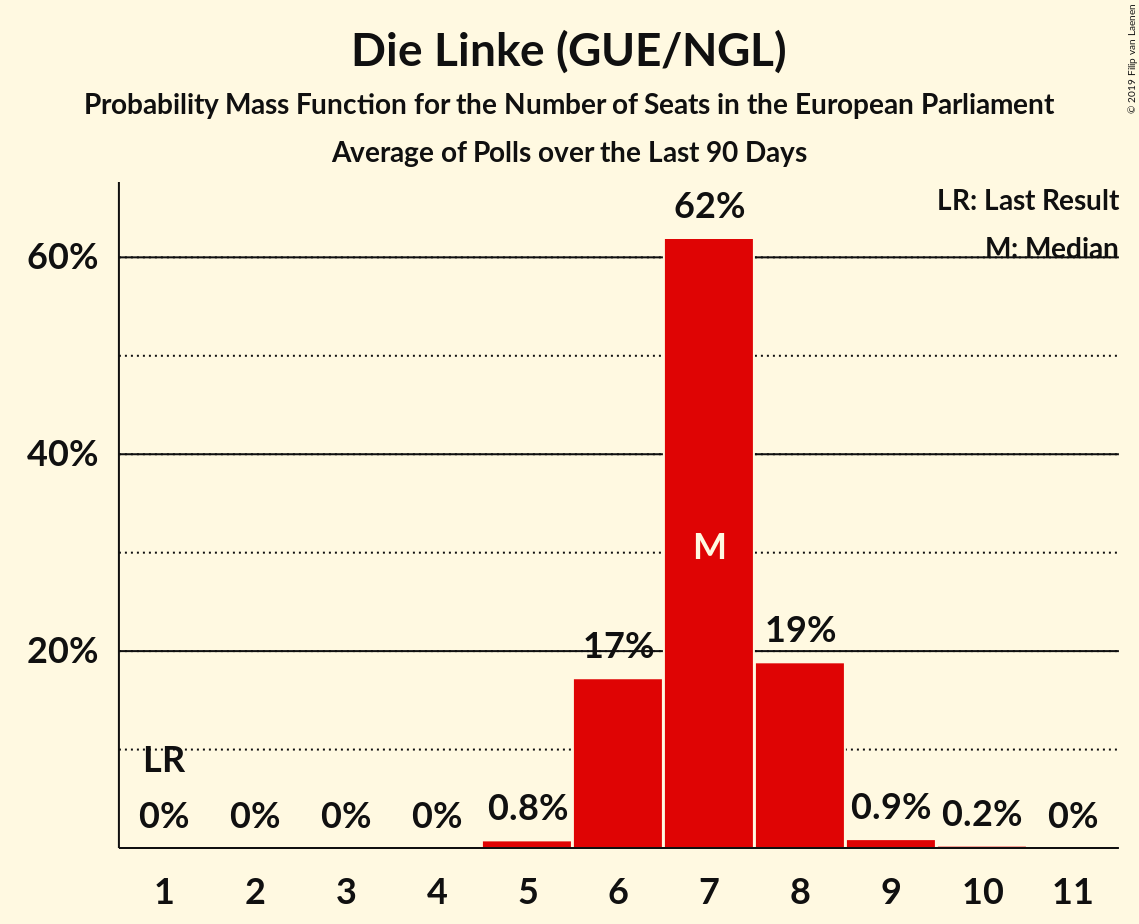 Die Linke (GUE/NGL)
Probability Mass Function for the Number of Seats in the European Parliament
Average of Polls over the Last 90 Days
© 2019 Filip van Laenen
LR: Last Result
M: Median
62%
60%
40%
M
19%
17%
20%
LR
0% 0% 0% 0% 0.8% 0.9% 0.2% 0%
1 2 3 4 5 6 7 8 9 10 11